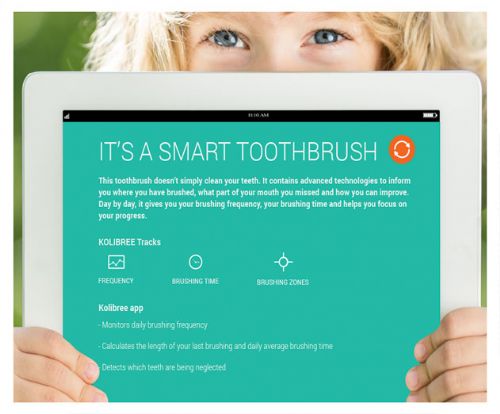 11:10 AM
IT'S A SMART TOOTHBRUSH
This toothbrush doesn't simply clean your teeth. It contains advanced technologies to inform
you where you have brushed, what part of your mouth you missed and how you can improve.
Day by day, it gives you your brushing frequency, your brushing time and helps you focus on
your progress.
KOLIBREE Tracks
FREQUENCY BRUSHING TIME BRUSHING ZONES
Kolibree app
- Monitors daily brushing frequency
- Calculates the length of your last brushing and daily average brushing time
- Detects which teeth are being neglected